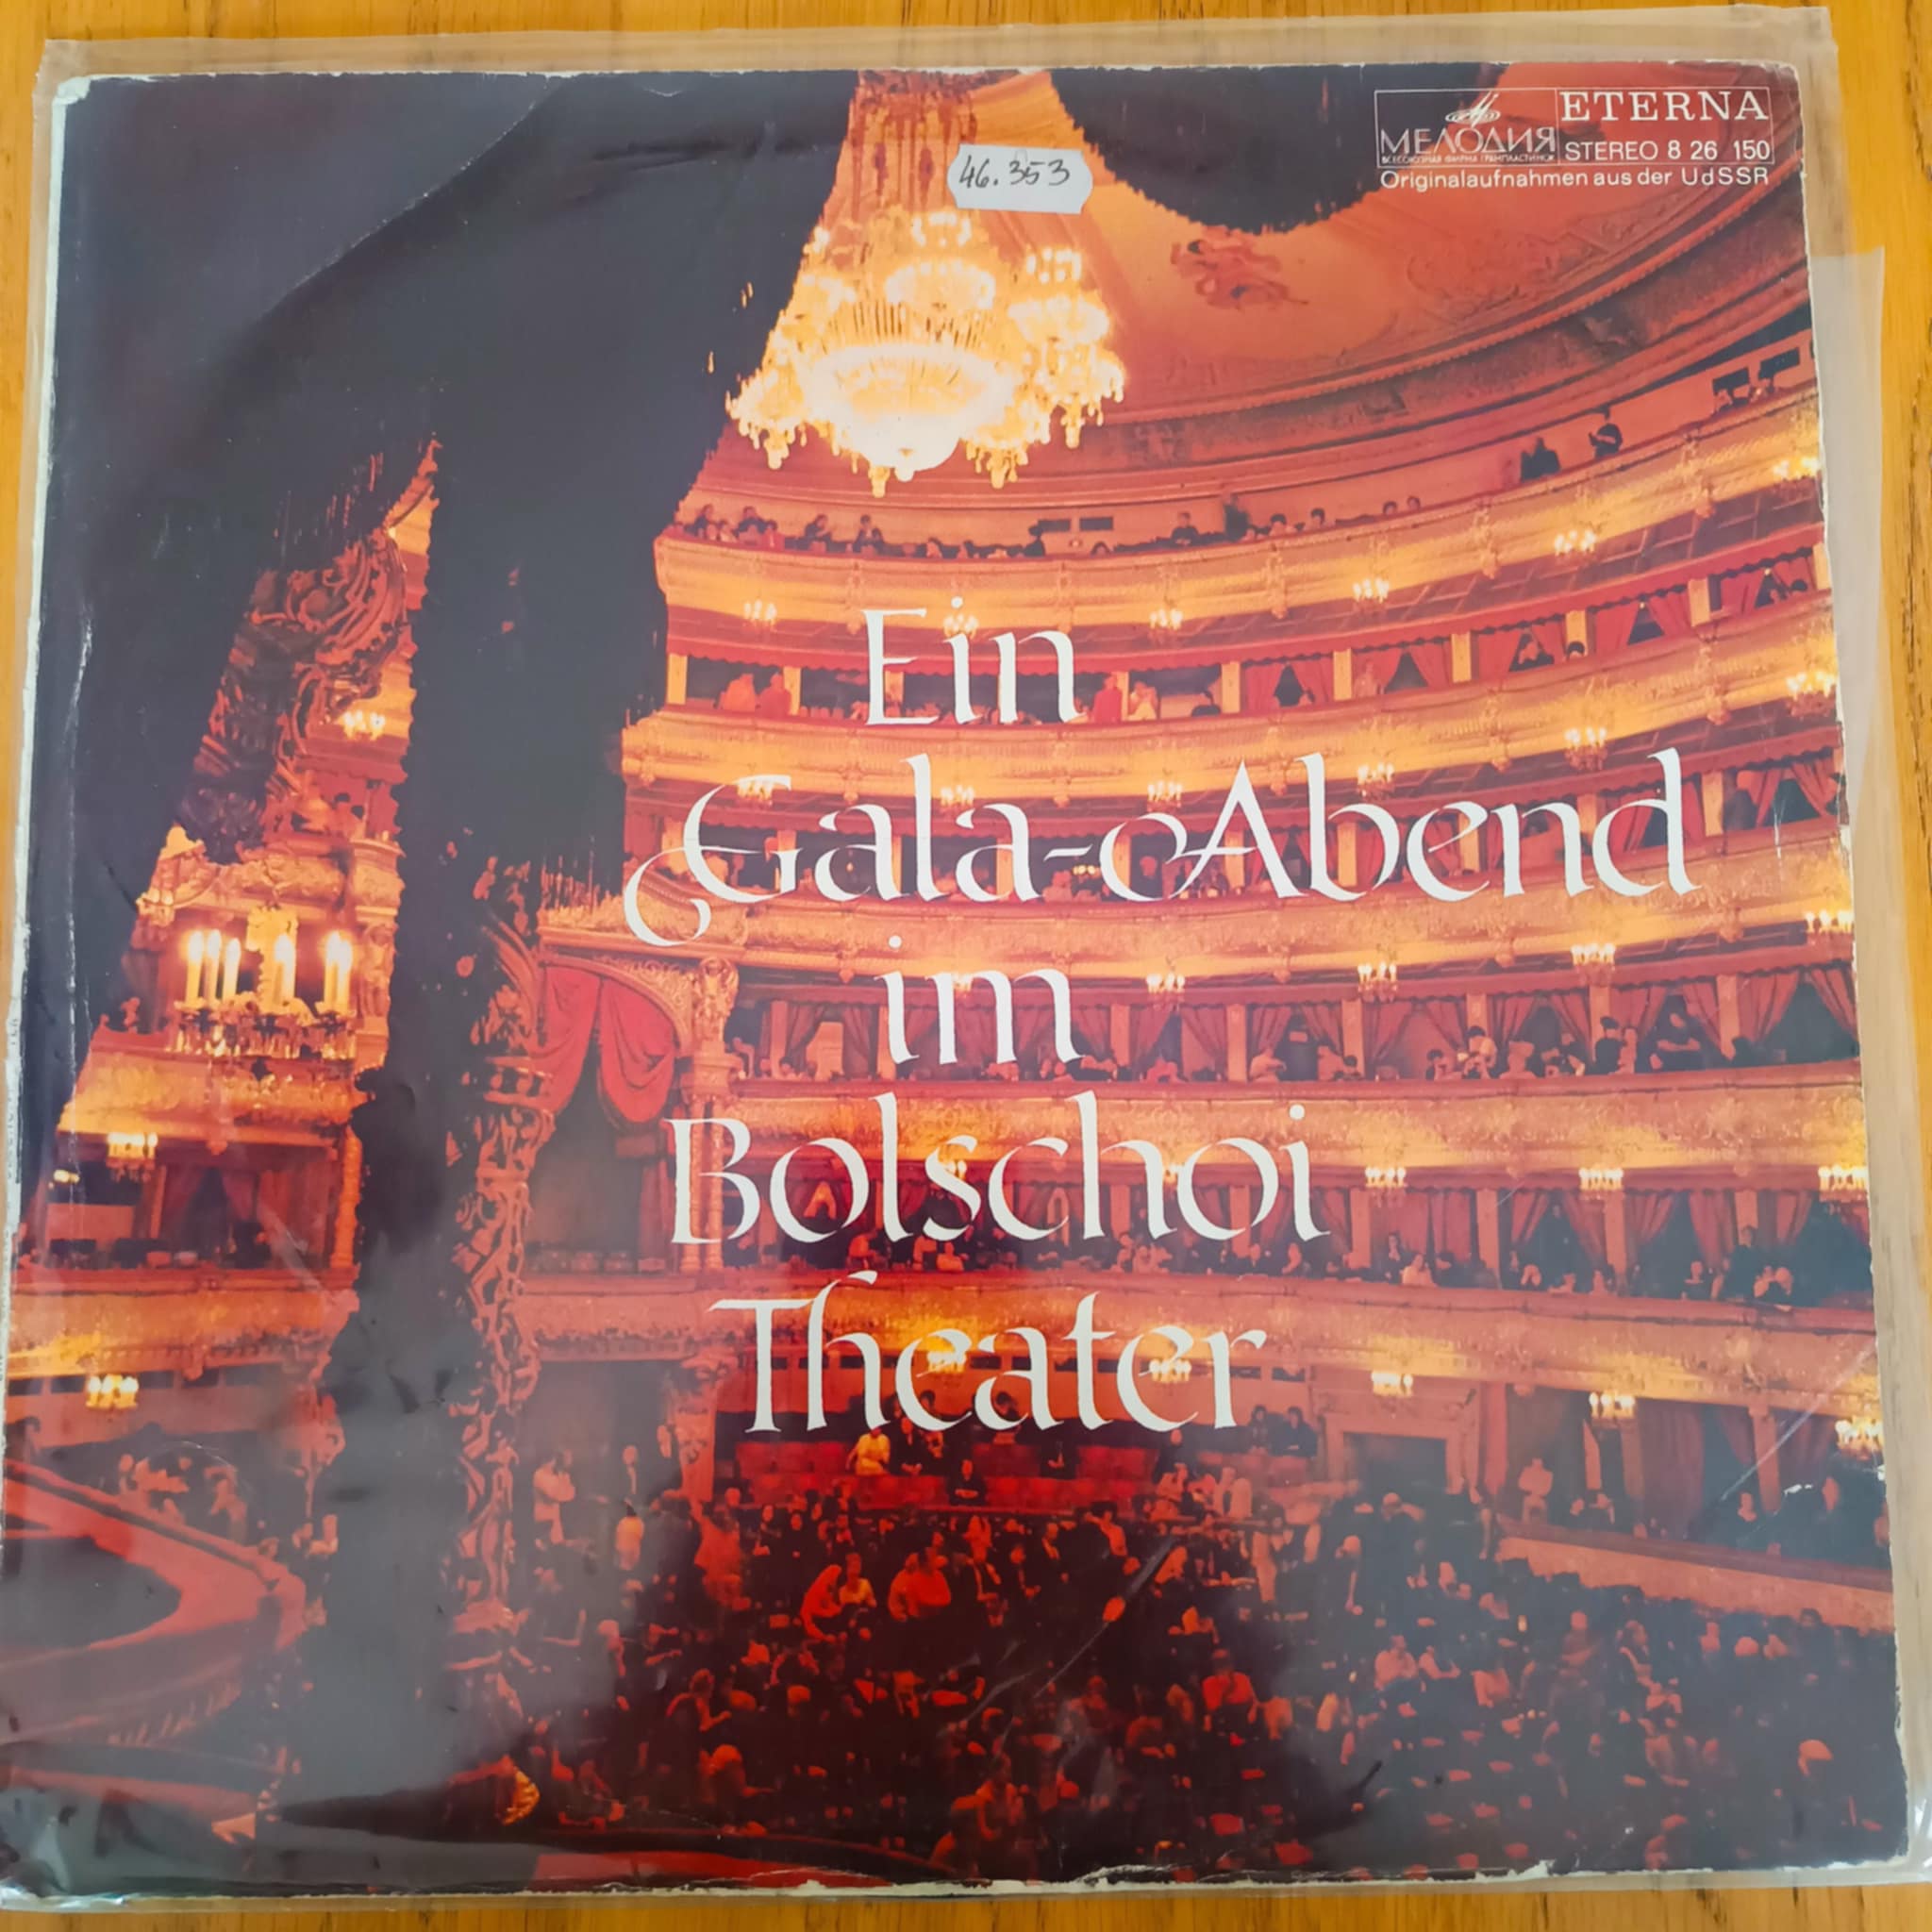 МЕЛОДИЯ
ВСЕСОЮЗНАЯ ФИРМА ГРАМПЛАСТИНОК
ETERNA
STEREO 8 26 150
Originalaufnahmen aus der UdSSR
46.353
Ein
Gala-Abend
im
Bolschoi
Theater